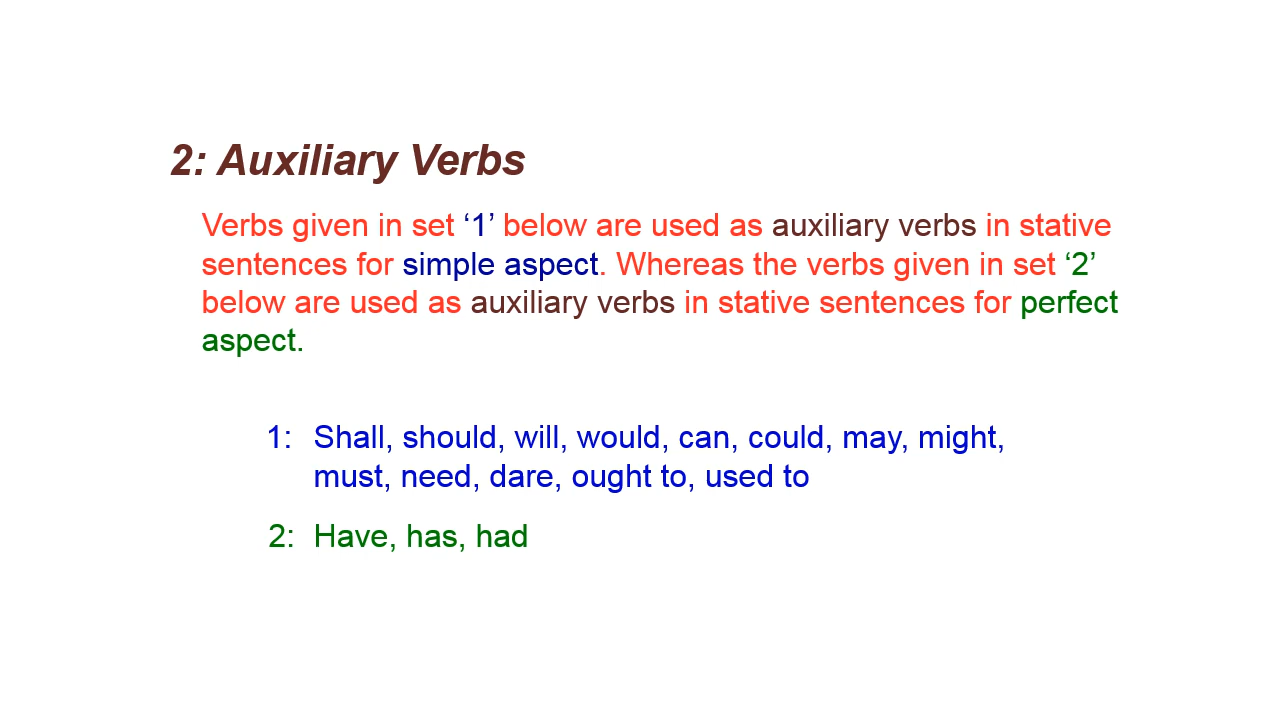 2: Auxiliary Verbs
Verbs given in set ‘1’ below are used as auxiliary verbs in stative
sentences for simple aspect. Whereas the verbs given in set ‘2’
below are used as auxiliary verbs in stative sentences for perfect
aspect.
1: Shall, should, will, would, can, could, may, might,
must, need, dare, ought to, used to
2: Have, has, had